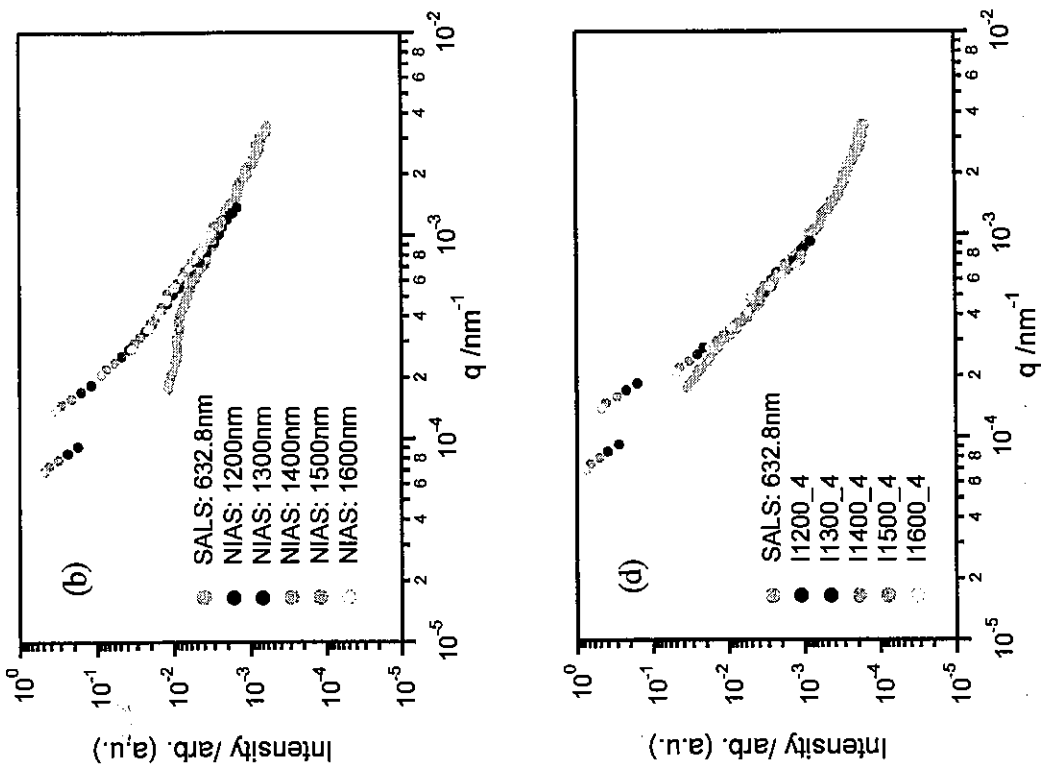 (b)
10⁰
10⁻¹
10⁻²
10⁻³
10⁻⁴
10⁻⁵
Intensity /arb. (a,u.)
SALS: 632.8nm
NIAS: 1200nm
NIAS: 1300nm
NIAS: 1400nm
NIAS: 1500nm
NIAS: 1600nm
10⁻⁵ 2 4 6 8 10⁻⁴ 2 4 6 8 10⁻³ 2 4 6 8 10⁻²
q /nm⁻¹
(d)
10⁰
10⁻¹
10⁻²
10⁻³
10⁻⁴
10⁻⁵
Intensity /arb. (a.u.)
SALS: 632.8nm
I1200_4
I1300_4
I1400_4
I1500_4
I1600_4
10⁻⁵ 2 4 6 8 10⁻⁴ 2 4 6 8 10⁻³ 2 4 6 8 10⁻²
q /nm⁻¹